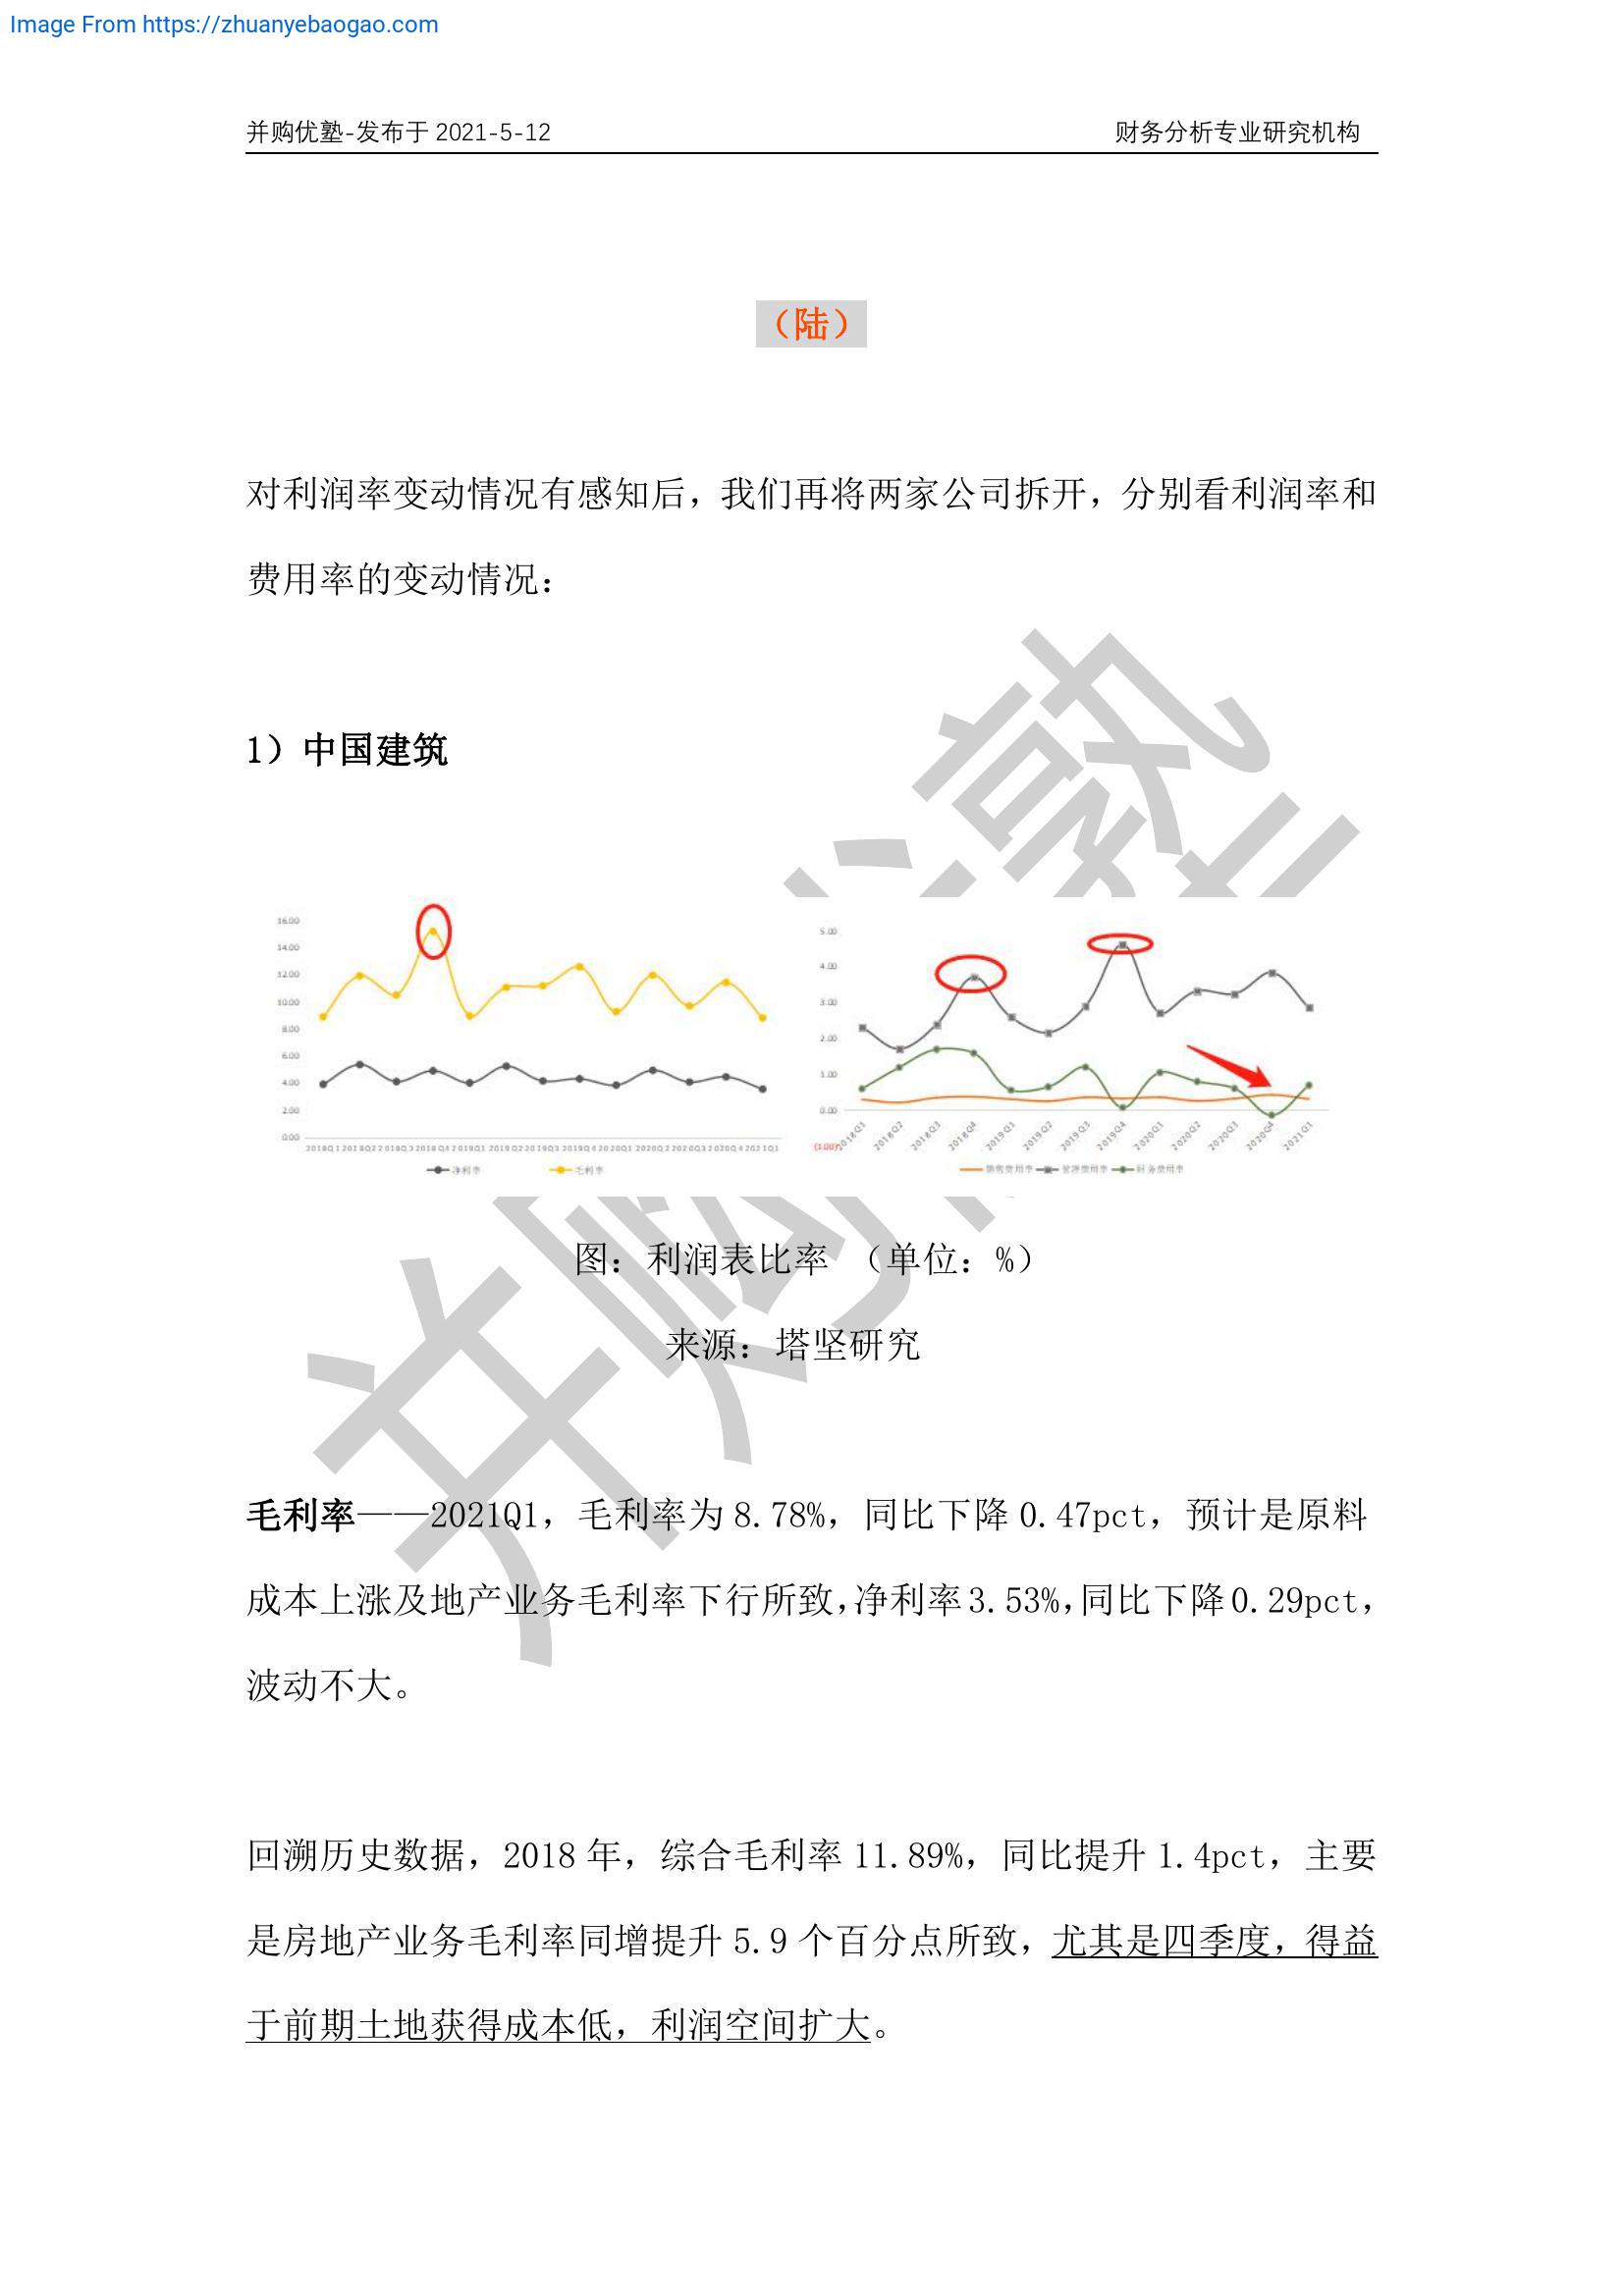 Image From https://zhuanyebaogao.com
并购优塾-发布于 2021-5-12 财务分析专业研究机构
（陆）
对利润率变动情况有感知后，我们再将两家公司拆开，分别看利润率和
费用率的变动情况：
1）中国建筑
16.00
14.00
12.00
10.00
8.00
6.00
4.00
2.00
0.00
2018Q1 2018Q2 2018Q3 2018Q4 2019Q1 2019Q2 2019Q3 2019Q4 2020Q1 2020Q2 2020Q3 2020Q4 2021Q1
净利率 毛利率
5.00
4.00
3.00
2.00
1.00
0.00
(1.00)
2018Q1 2018Q2 2018Q3 2018Q4 2019Q1 2019Q2 2019Q3 2019Q4 2020Q1 2020Q2 2020Q3 2020Q4 2021Q1
销售费用率 管理费用率 财务费用率
图：利润表比率 （单位：%）
来源：塔坚研究
毛利率——2021Q1，毛利率为 8.78%，同比下降 0.47pct，预计是原料
成本上涨及地产业务毛利率下行所致，净利率 3.53%，同比下降 0.29pct，
波动不大。
回溯历史数据，2018 年，综合毛利率 11.89%，同比提升 1.4pct，主要
是房地产业务毛利率同增提升 5.9 个百分点所致，尤其是四季度，得益
于前期土地获得成本低，利润空间扩大。
并购优塾